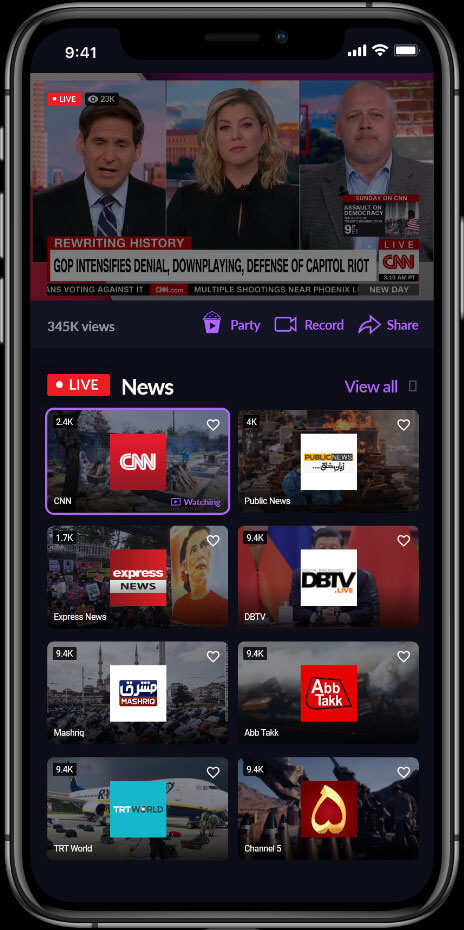 9:41
LIVE 23K
SUNDAY ON CNN
ASSAULT ON
DEMOCRACY
9P
ET
REWRITING HISTORY
LIVE
GOP INTENSIFIES DENIAL, DOWNPLAYING, DEFENSE OF CAPITOL RIOT
CNN
3:10 AM PT
ANS VOTING AGAINST IT CNN.com MULTIPLE SHOOTINGS NEAR PHOENIX L NEW DAY
345K views Party Record Share
LIVE News View all
2.4K
CNN
CNN Watching
4K
PUBLIC NEWS
Public News
1.7K
express
NEWS
Express News
9.4K
DBTV
.LIVE
DBTV
9.4K
مشرق
MASHRIQ
Mashriq
9.4K
Abb
Takk
Abb Takk
9.4K
TRT WORLD
TRT World
9.4K
۵
Channel 5